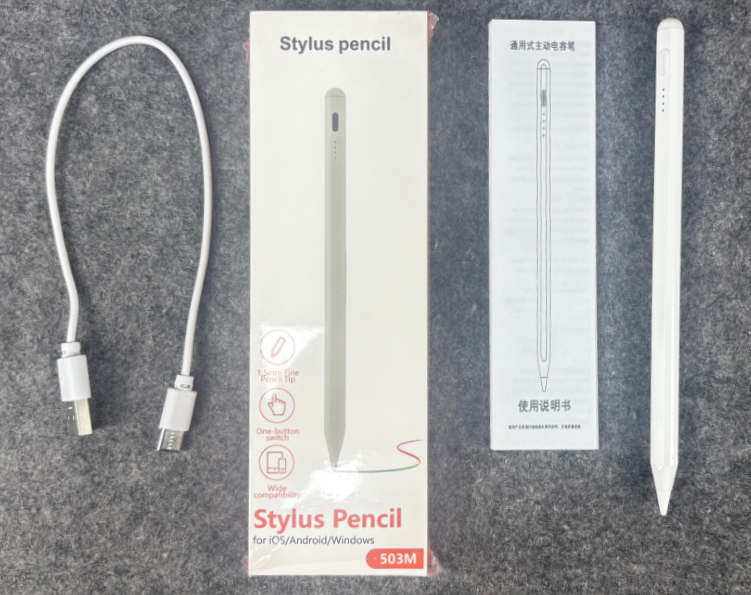 Stylus pencil
1.5mm Fine
Pencil Tip
One-button
switch
Wide
compatibility
Stylus Pencil
for iOS/Android/Windows
503M
通用式主动电容笔
使用说明书